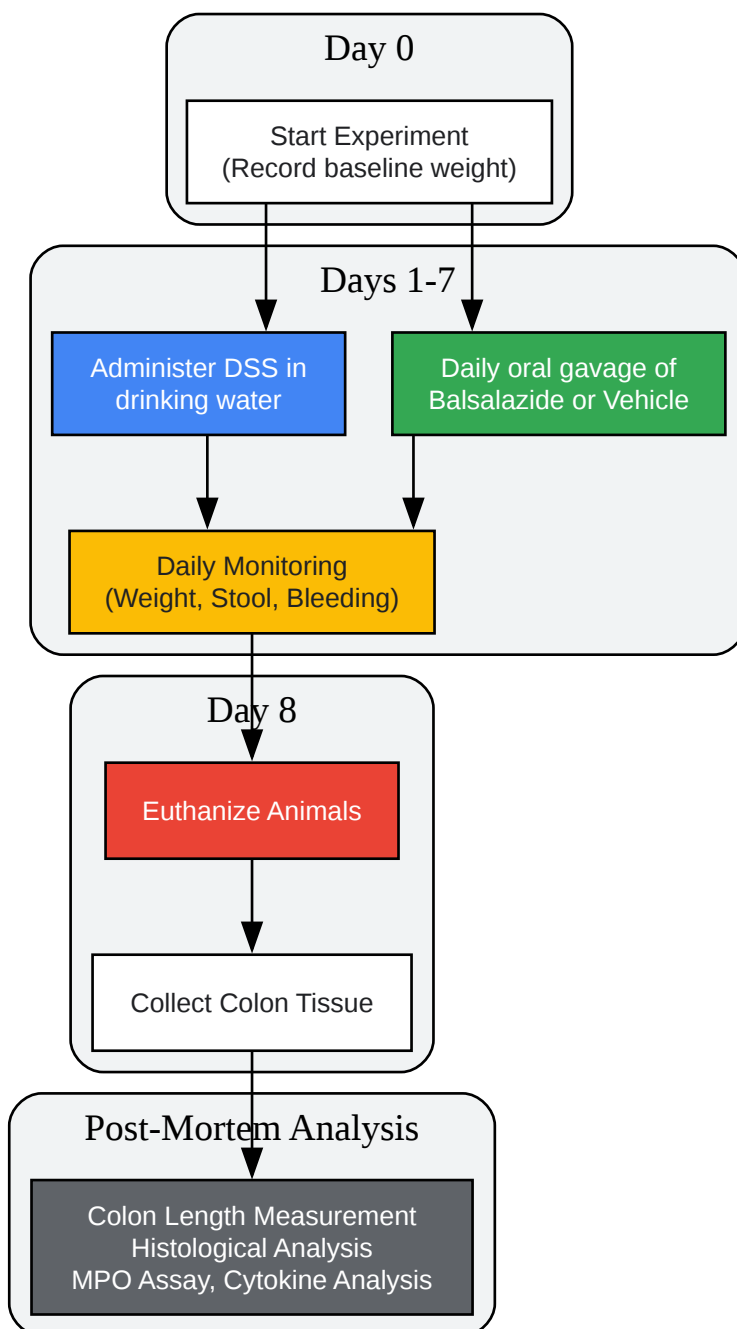 Day 0
Start Experiment
(Record baseline weight)
Days 1-7
Administer DSS in
drinking water
Daily oral gavage of
Balsalazide or Vehicle
Daily Monitoring
(Weight, Stool, Bleeding)
Day 8
Euthanize Animals
Collect Colon Tissue
Post-Mortem Analysis
Colon Length Measurement
Histological Analysis
MPO Assay, Cytokine Analysis